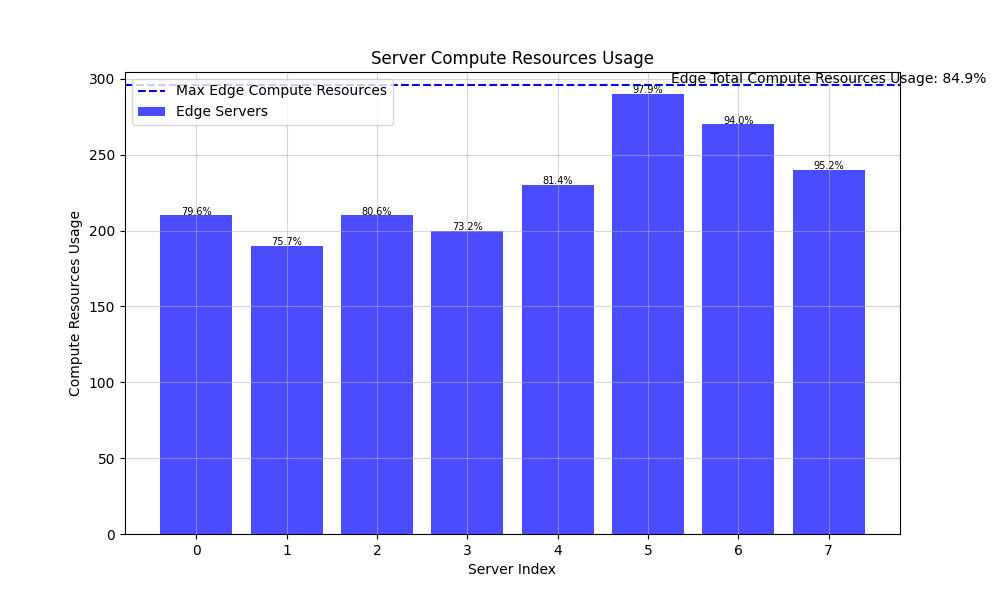 Server Compute Resources Usage
Edge Total Compute Resources Usage: 84.9%
Max Edge Compute Resources
Edge Servers
79.6%
75.7%
80.6%
73.2%
81.4%
97.9%
94.0%
95.2%
Compute Resources Usage
300
250
200
150
100
50
0
0 1 2 3 4 5 6 7
Server Index